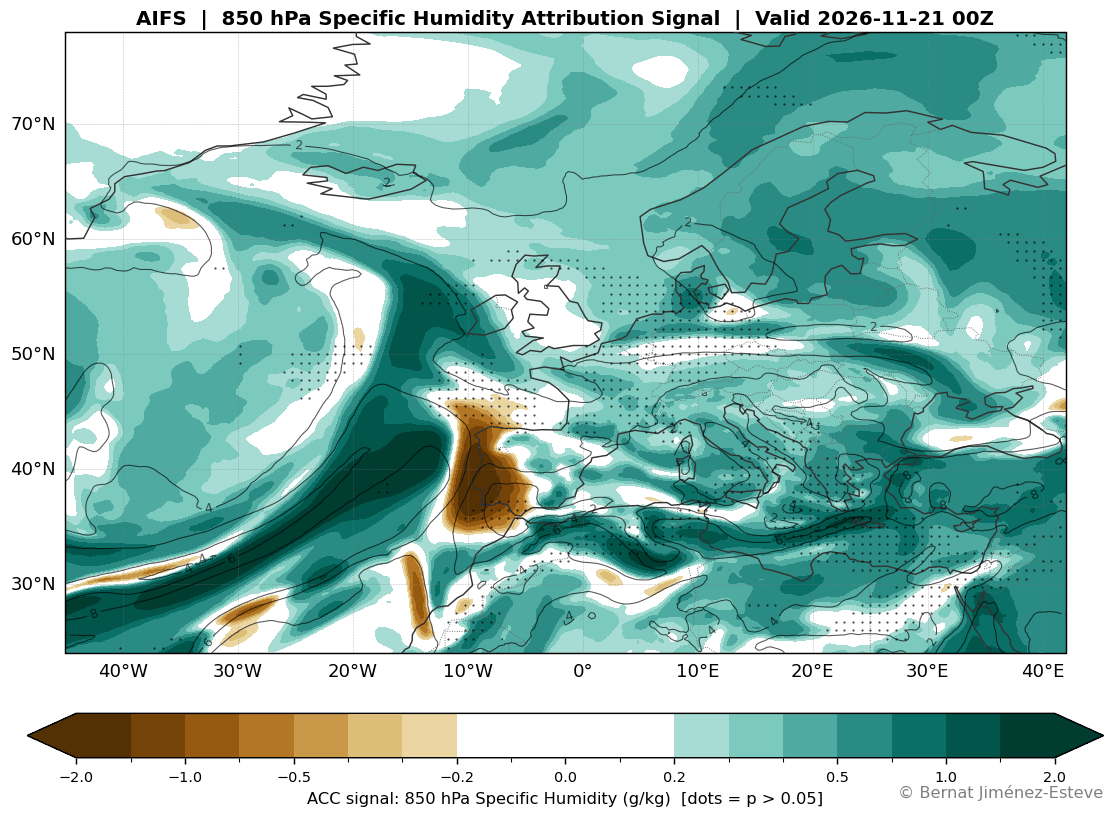 AIFS | 850 hPa Specific Humidity Attribution Signal | Valid 2026-11-21 00Z
70°N
60°N
50°N
40°N
30°N
40°W 30°W 20°W 10°W 0° 10°E 20°E 30°E 40°E
−2.0 −1.0 −0.5 −0.2 0.0 0.2 0.5 1.0 2.0
ACC signal: 850 hPa Specific Humidity (g/kg) [dots = p > 0.05]
© Bernat Jiménez-Esteve